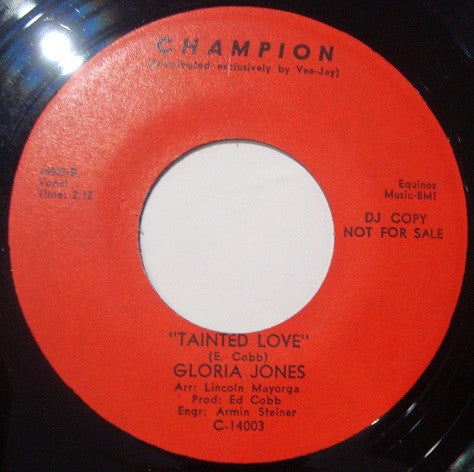 CHAMPION
(Distributed exclusively by Vee-Jay)
14003-B
Vocal
Time: 2:12
Equinox
Music-BMI
DJ COPY
NOT FOR SALE
"TAINTED LOVE"
(E. Cobb)
GLORIA JONES
Arr: Lincoln Mayorga
Prod: Ed Cobb
Engr: Armin Steiner
C-14003